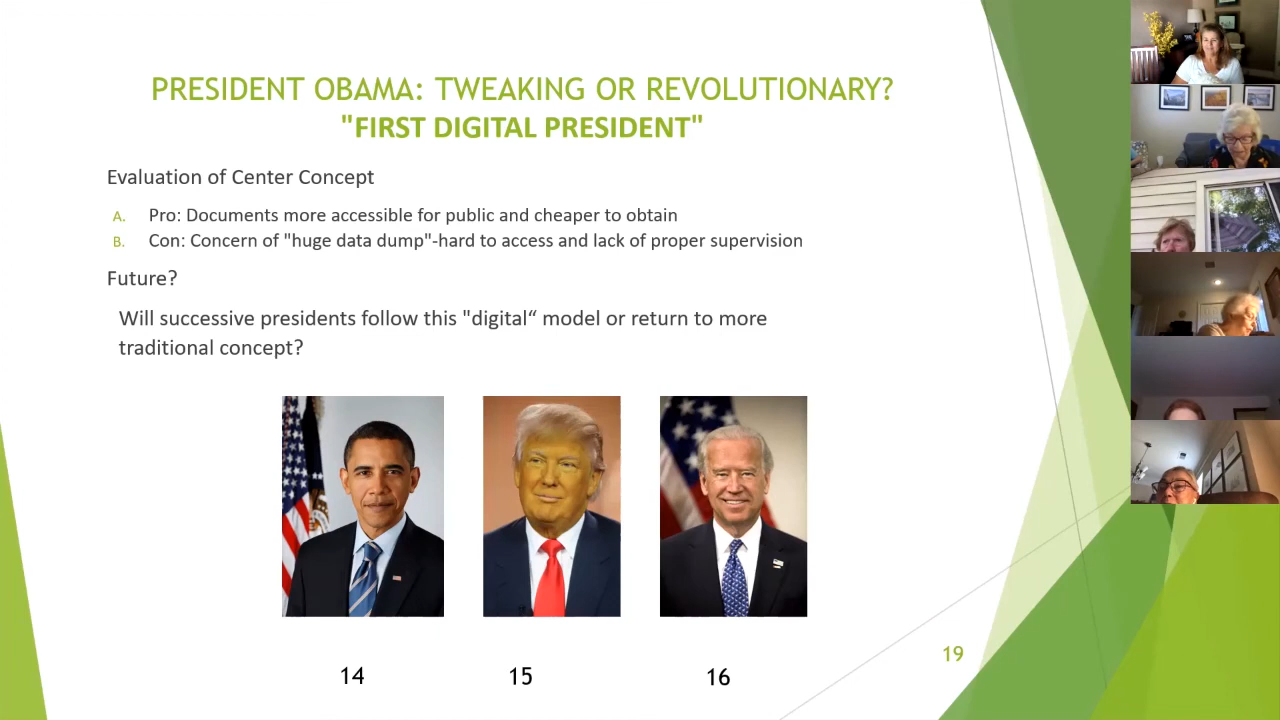 PRESIDENT OBAMA: TWEAKING OR REVOLUTIONARY?
"FIRST DIGITAL PRESIDENT"
Evaluation of Center Concept
A. Pro: Documents more accessible for public and cheaper to obtain
B. Con: Concern of "huge data dump"-hard to access and lack of proper supervision
Future?
Will successive presidents follow this "digital“ model or return to more
traditional concept?
14 15 16
19